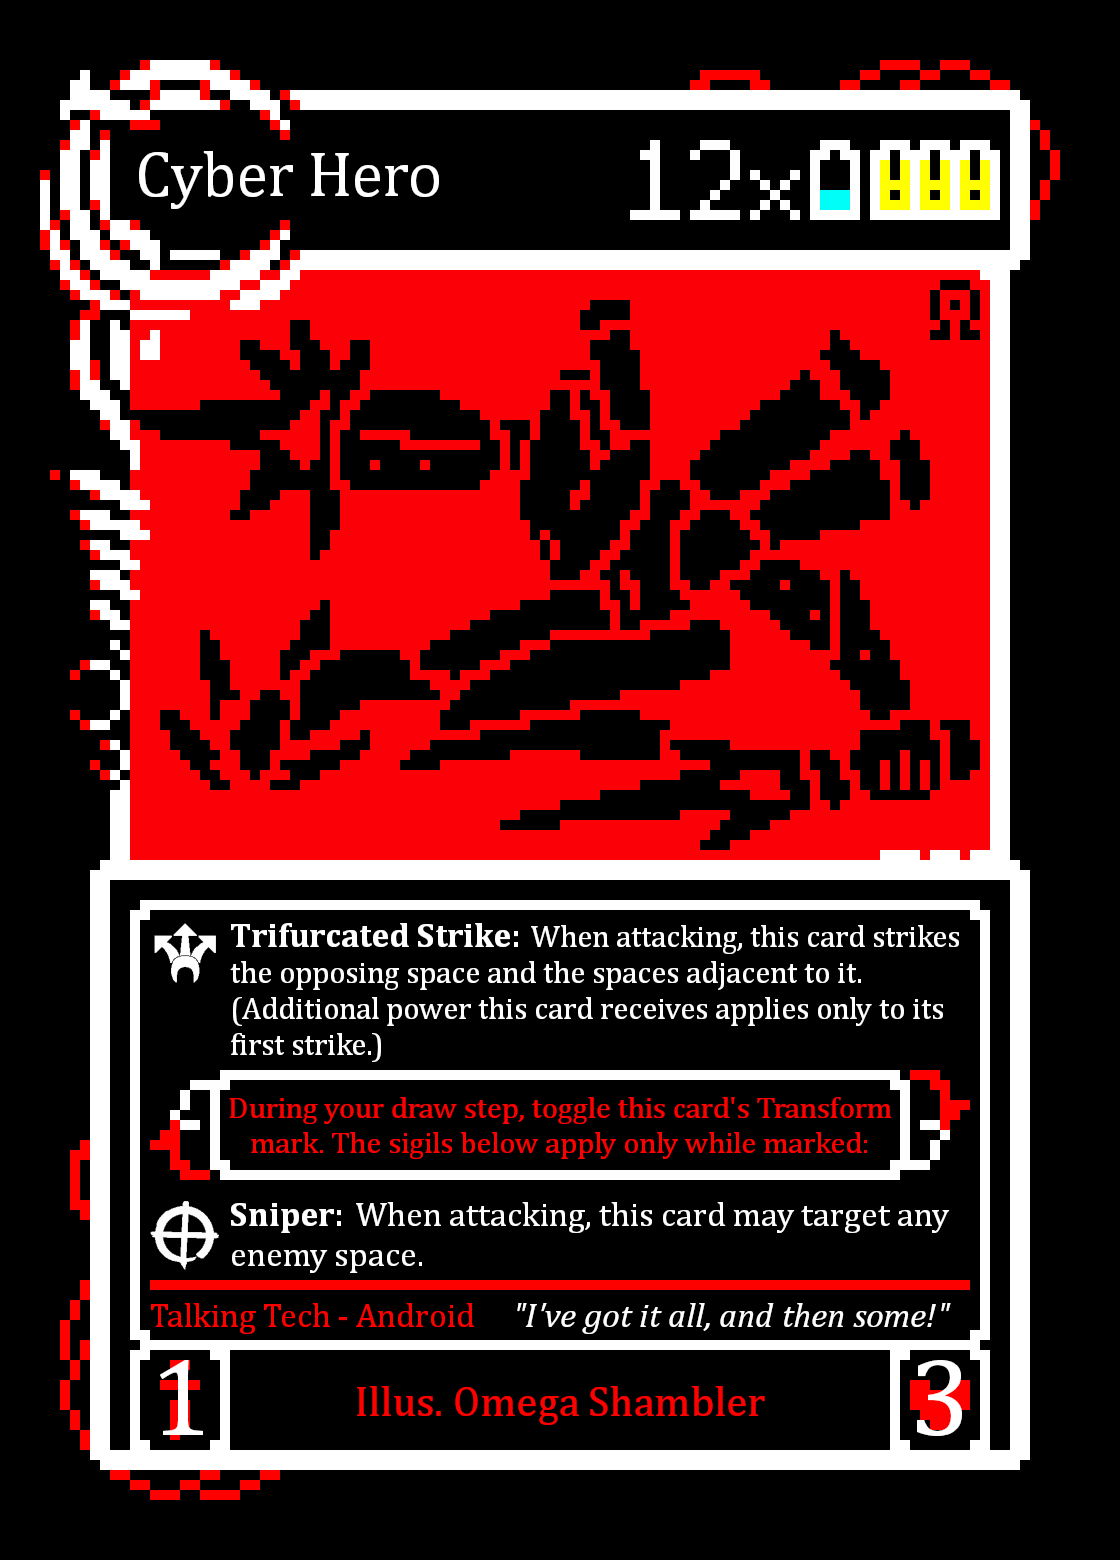 Cyber Hero
12x
Ω
Trifurcated Strike: When attacking, this card strikes
the opposing space and the spaces adjacent to it.
(Additional power this card receives applies only to its
first strike.)
During your draw step, toggle this card's Transform
mark. The sigils below apply only while marked:
Sniper: When attacking, this card may target any
enemy space.
Talking Tech - Android "I've got it all, and then some!"
1
Illus. Omega Shambler
3